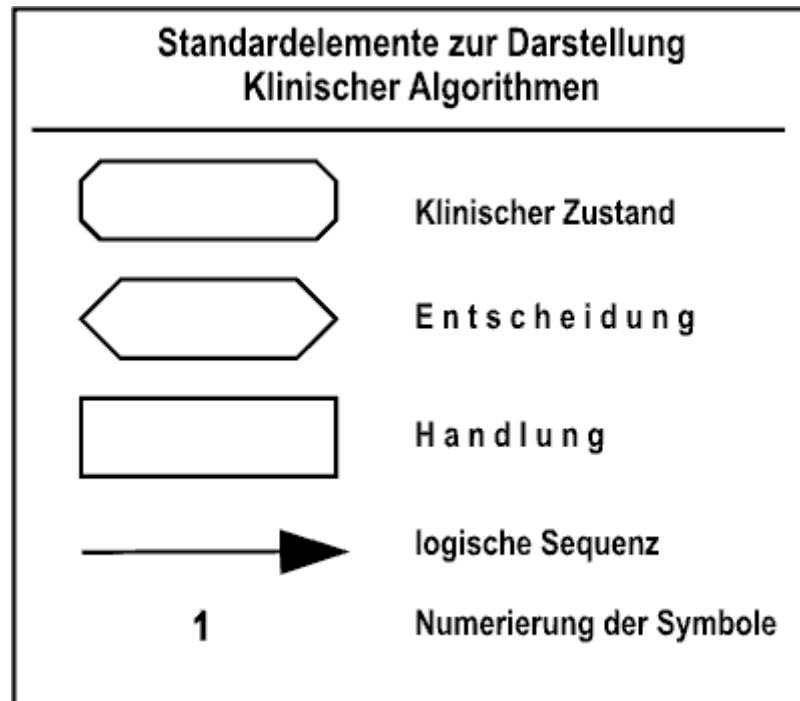 Standardelemente zur Darstellung
Klinischer Algorithmen
Klinischer Zustand
Entscheidung
Handlung
logische Sequenz
1 Numerierung der Symbole